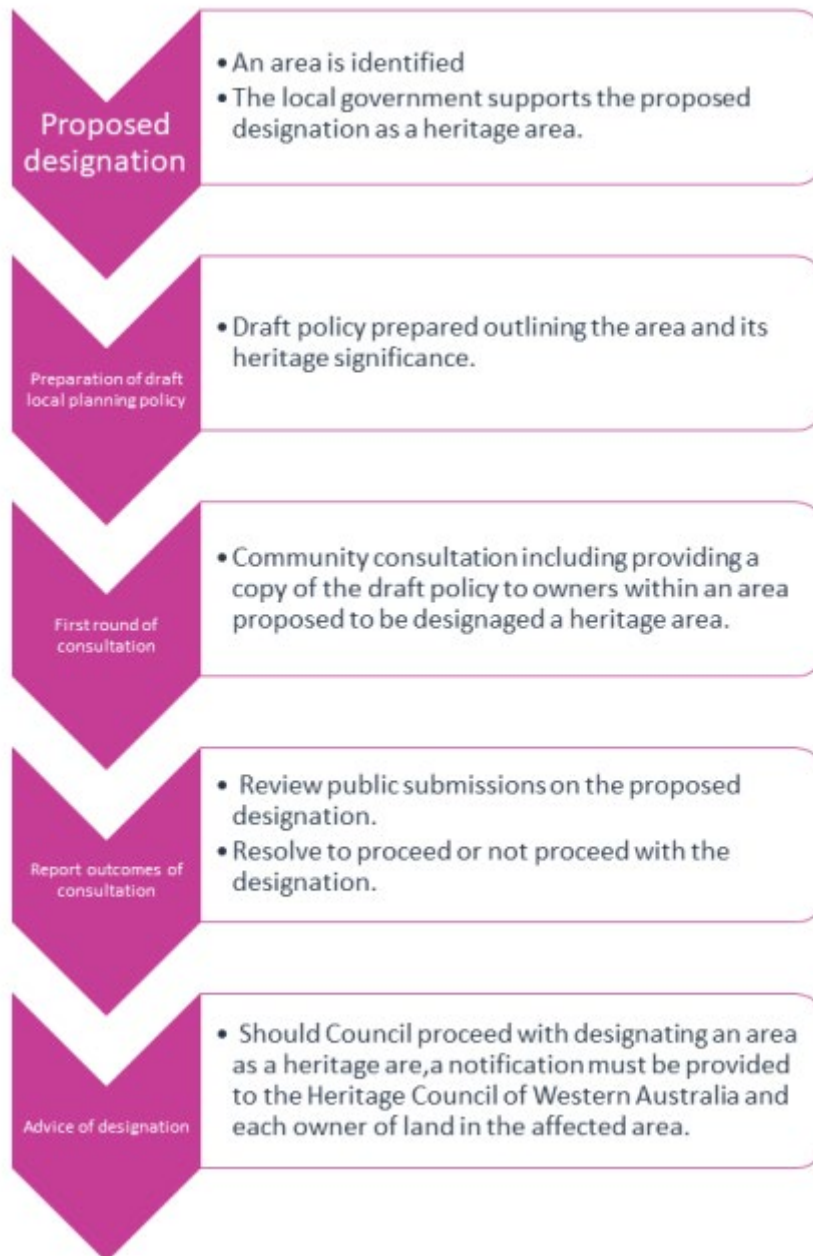 Proposed
designation
• An area is identified
• The local government supports the proposed
designation as a heritage area.
Preparation of draft
local planning policy
• Draft policy prepared outlining the area and its
heritage significance.
First round of
consultation
• Community consultation including providing a
copy of the draft policy to owners within an area
proposed to be designaged a heritage area.
Report outcomes of
consultation
• Review public submissions on the proposed
designation.
• Resolve to proceed or not proceed with the
designation.
Advice of designation
• Should Council proceed with designating an area
as a heritage are,a notification must be provided
to the Heritage Council of Western Australia and
each owner of land in the affected area.